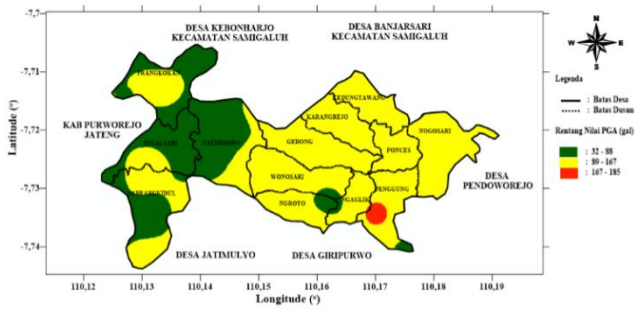 DESA KEBONHARJO
KECAMATAN SAMIGALUH
DESA BANJARSARI
KECAMATAN SAMIGALUH
N
W E
S
Legenda
: Batas Desa
: Batas Dusun
Rentang Nilai PGA (gal)
: 32 - 88
: 89 - 167
: 167 - 185
Latitude (°)
-7,7
-7,71
-7,72
-7,73
-7,74
KAB PURWOREJO
JATENG
KEDUNGTAWANG
KARANGREJO
NOGOSARI
GEDONG
PONCES
WONOSARI
PENGGUNG
NGROTO
NGAGLIK
DESA
PENDOWOREJO
DESA JATIMULYO
DESA GIRIPURWO
110,12 110,13 110,14 110,15 110,16 110,17 110,18 110,19
Longitude (°)